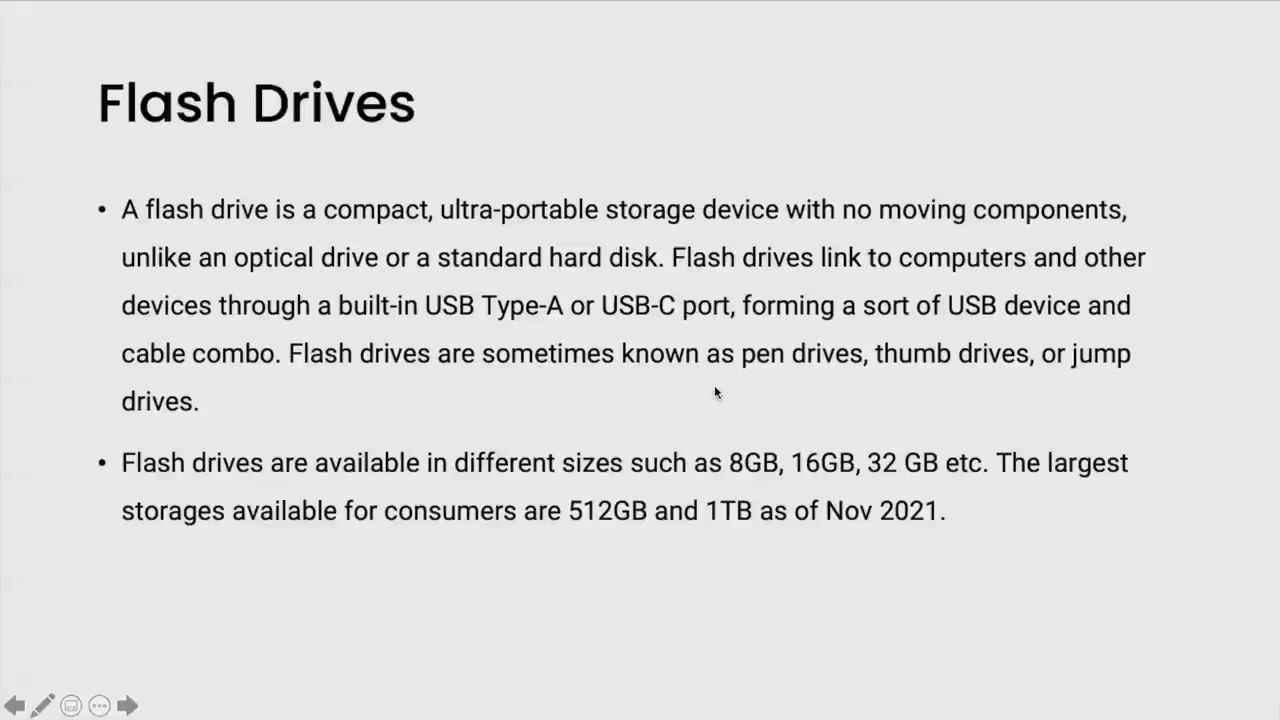 Flash Drives
• A flash drive is a compact, ultra-portable storage device with no moving components,
unlike an optical drive or a standard hard disk. Flash drives link to computers and other
devices through a built-in USB Type-A or USB-C port, forming a sort of USB device and
cable combo. Flash drives are sometimes known as pen drives, thumb drives, or jump
drives.
• Flash drives are available in different sizes such as 8GB, 16GB, 32 GB etc. The largest
storages available for consumers are 512GB and 1TB as of Nov 2021.